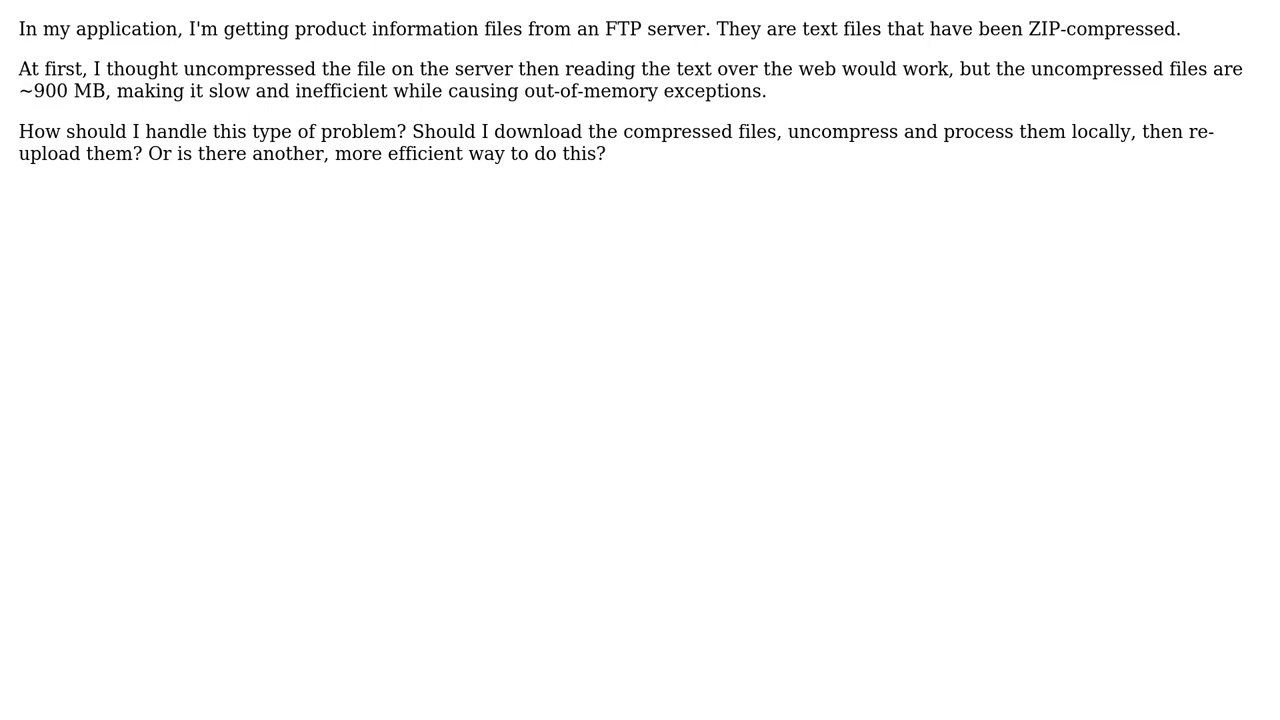 In my application, I'm getting product information files from an FTP server. They are text files that have been ZIP-compressed.
At first, I thought uncompressed the file on the server then reading the text over the web would work, but the uncompressed files are
~900 MB, making it slow and inefficient while causing out-of-memory exceptions.
How should I handle this type of problem? Should I download the compressed files, uncompress and process them locally, then re-
upload them? Or is there another, more efficient way to do this?